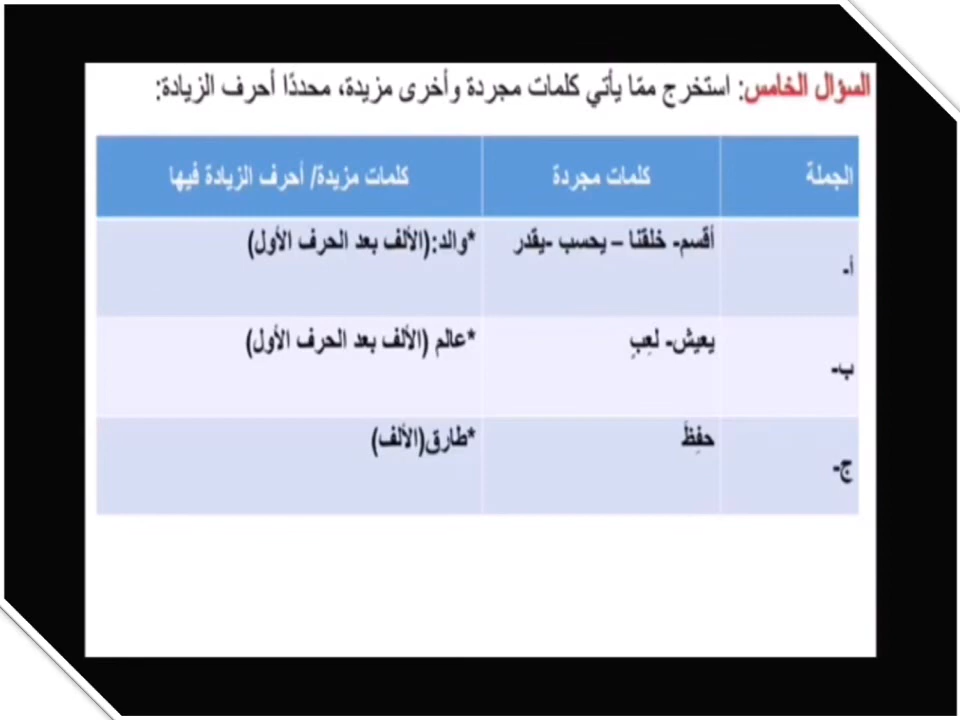 السؤال الخامس: استخرج ممّا يأتي كلمات مجردة وأخرى مزيدة، محددًا أحرف الزيادة:
الجملة كلمات مجردة كلمات مزيدة/ أحرف الزيادة فيها
أ- أقسم- خلقنا – يحسب -يقدر *والد:(الألف بعد الحرف الأول)
ب- يعيش- لعِبٍ *عالم (الألف بعد الحرف الأول)
ج- حفِظَ *طارق(الألف)